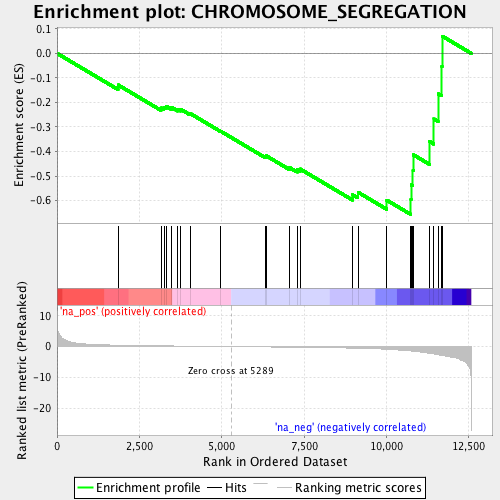 Enrichment plot: CHROMOSOME_SEGREGATION
Enrichment score (ES)
0.1
0.0
-0.1
-0.2
-0.3
-0.4
-0.5
-0.6
'na_pos' (positively correlated)
Ranked list metric (PreRanked)
10
5
0
-5
-10
-20
Zero cross at 5289
'na_neg' (negatively correlated)
0
2,500
5,000
7,500
10,000
12,500
Rank in Ordered Dataset
Enrichment profile
Hits
Ranking metric scores